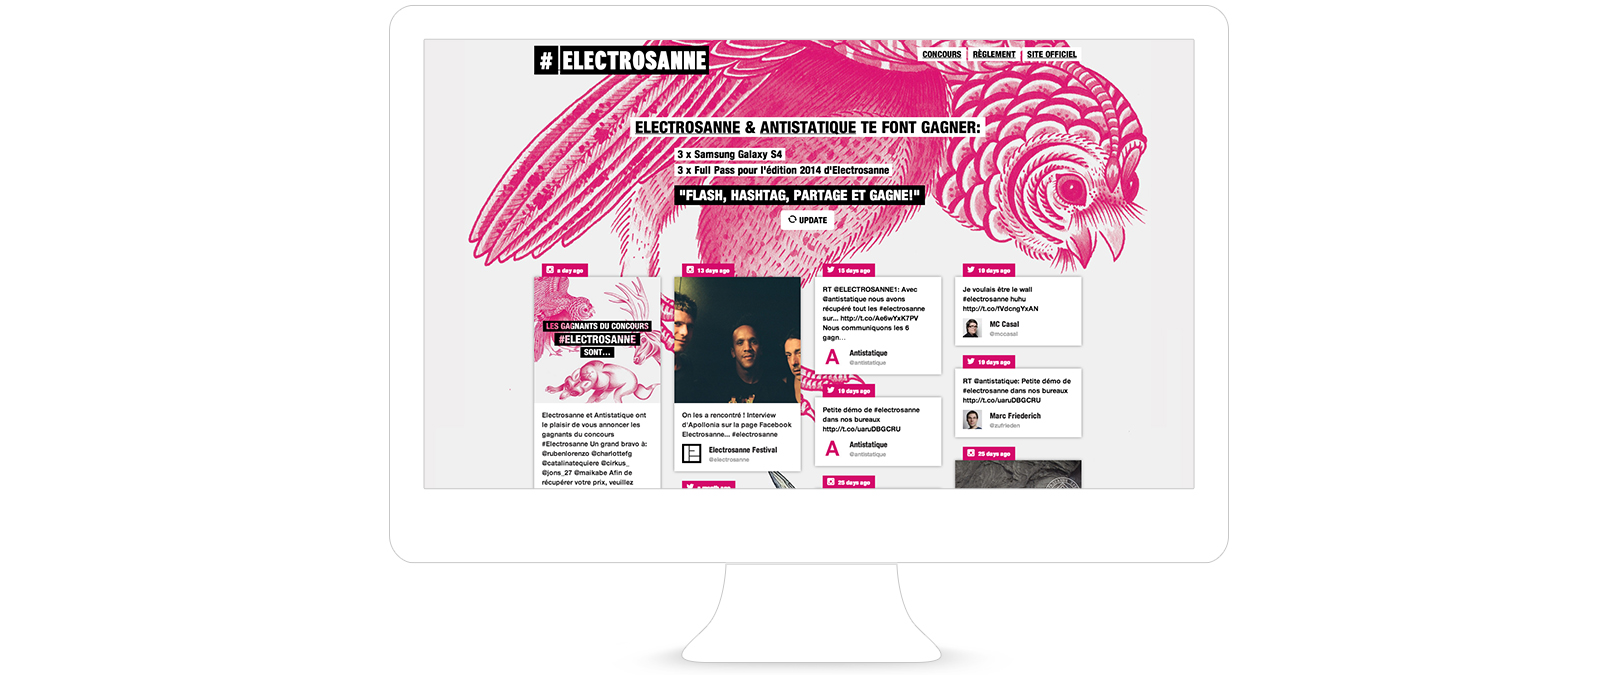 # ELECTROSANNE
CONCOURS RÈGLEMENT SITE OFFICIEL
ELECTROSANNE & ANTISTATIQUE TE FONT GAGNER:
3 x Samsung Galaxy S4
3 x Full Pass pour l'édition 2014 d'Electrosanne
"FLASH, HASHTAG, PARTAGE ET GAGNE!"
UPDATE
a day ago
LES GAGNANTS DU CONCOURS
#ELECTROSANNE
SONT...
Electrosanne et Antistatique ont
le plaisir de vous annoncer les
gagnants du concours
#Electrosanne Un grand bravo à:
@rubenlorenzo @charlottefg
@catalinatequiere @cirkus_
@jons_27 @maikabe Afin de
récupérer votre prix, veuillez
13 days ago
On les a rencontré ! Interview
d'Apollonia sur la page Facebook
Electrosanne... #electrosanne
Electrosanne Festival
@electrosanne
a month ago
15 days ago
RT @ELECTROSANNE1: Avec
@antistatique nous avons
récupéré tout les #electrosanne
sur... http://t.co/Ae6wYxK7PV
Nous communiquons les 6
gagn...
A Antistatique
@antistatique
19 days ago
Petite démo de #electrosanne
dans nos bureaux
http://t.co/uaruDBGCRU
A Antistatique
@antistatique
25 days ago
19 days ago
Je voulais être le wall
#electrosanne huhu
http://t.co/fVdcngYxAN
MC Casal
@mccasal
19 days ago
RT @antistatique: Petite démo de
#electrosanne dans nos bureaux
http://t.co/uaruDBGCRU
Marc Friederich
@zufrieden
25 days ago